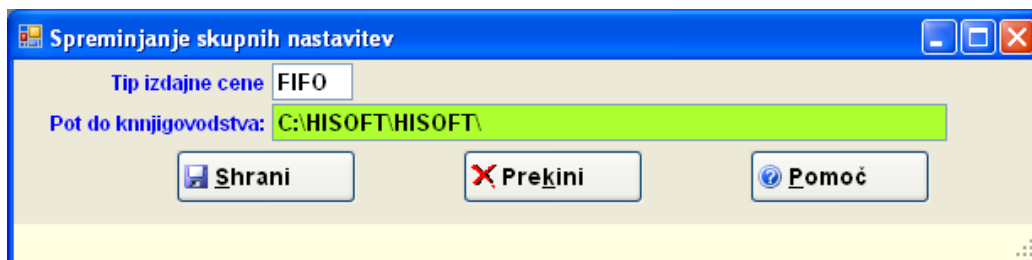 Spreminjanje skupnih nastavitev
Tip izdajne cene FIFO
Pot do knnjigovodstva: C:\HISOFT\HISOFT\
Shrani Prekini Pomoč